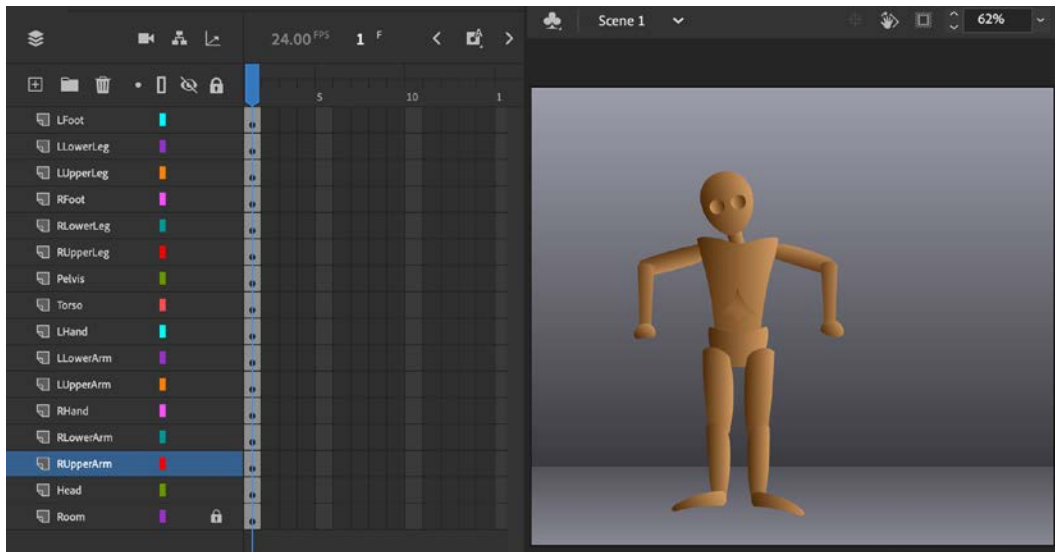 Scene 1
62%
24.00 FPS 1 F
5 10 1
LFoot
LLowerLeg
LUpperLeg
RFoot
RLowerLeg
RUpperLeg
Pelvis
Torso
LHand
LLowerArm
LUpperArm
RHand
RLowerArm
RUpperArm
Head
Room